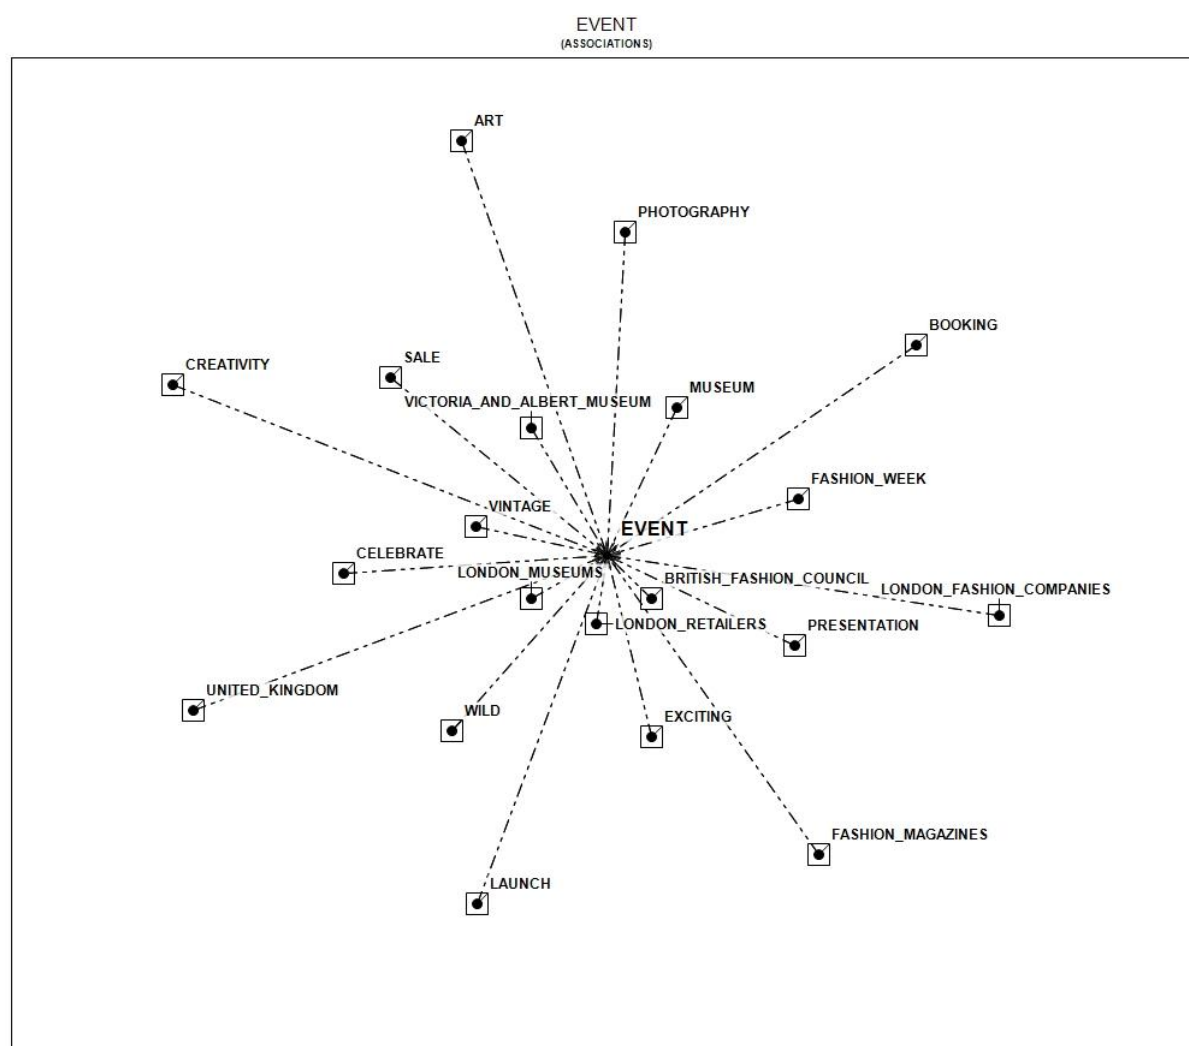 EVENT
(ASSOCIATIONS)
ART
PHOTOGRAPHY
BOOKING
CREATIVITY
SALE
MUSEUM
VICTORIA_AND_ALBERT_MUSEUM
FASHION_WEEK
VINTAGE
EVENT
CELEBRATE
LONDON_MUSEUMS
BRITISH_FASHION_COUNCIL
LONDON_FASHION_COMPANIES
LONDON_RETAILERS
PRESENTATION
UNITED_KINGDOM
WILD
EXCITING
FASHION_MAGAZINES
LAUNCH